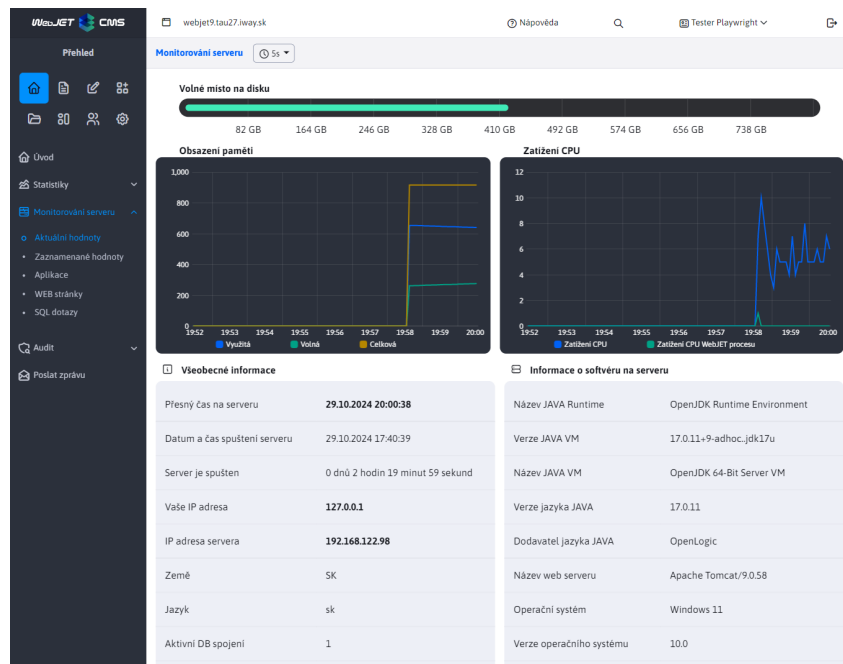 WebJET CMS
webjet9.tau27.iway.sk
Nápověda
Tester Playwright
Přehled
Úvod
Statistiky
Monitorování serveru
Aktuální hodnoty
Zaznamenané hodnoty
Aplikace
WEB stránky
SQL dotazy
Audit
Poslat zprávu
Monitorování serveru
5s
Volné místo na disku
82 GB 164 GB 246 GB 328 GB 410 GB 492 GB 574 GB 656 GB 738 GB
Obsazení paměti
1,000
800
600
400
200
0
19:52 19:53 19:54 19:55 19:56 19:57 19:58 19:59 20:00
Využitá Volná Celková
Zatížení CPU
12
10
8
6
4
2
0
19:52 19:53 19:54 19:55 19:56 19:57 19:58 19:59 20:00
Zatížení CPU Zatížení CPU WebJET procesu
Všeobecné informace
Přesný čas na serveru 29.10.2024 20:00:38
Datum a čas spuštení serveru 29.10.2024 17:40:39
Server je spušten 0 dnů 2 hodin 19 minut 59 sekund
Vaše IP adresa 127.0.0.1
IP adresa servera 192.168.122.98
Země SK
Jazyk sk
Aktivní DB spojení 1
Informace o softvéru na serveru
Název JAVA Runtime OpenJDK Runtime Environment
Verze JAVA VM 17.0.11+9-adhoc..jdk17u
Název JAVA VM OpenJDK 64-Bit Server VM
Verze jazyka JAVA 17.0.11
Dodavatel jazyka JAVA OpenLogic
Název web serveru Apache Tomcat/9.0.58
Operační systém Windows 11
Verze operačního systému 10.0